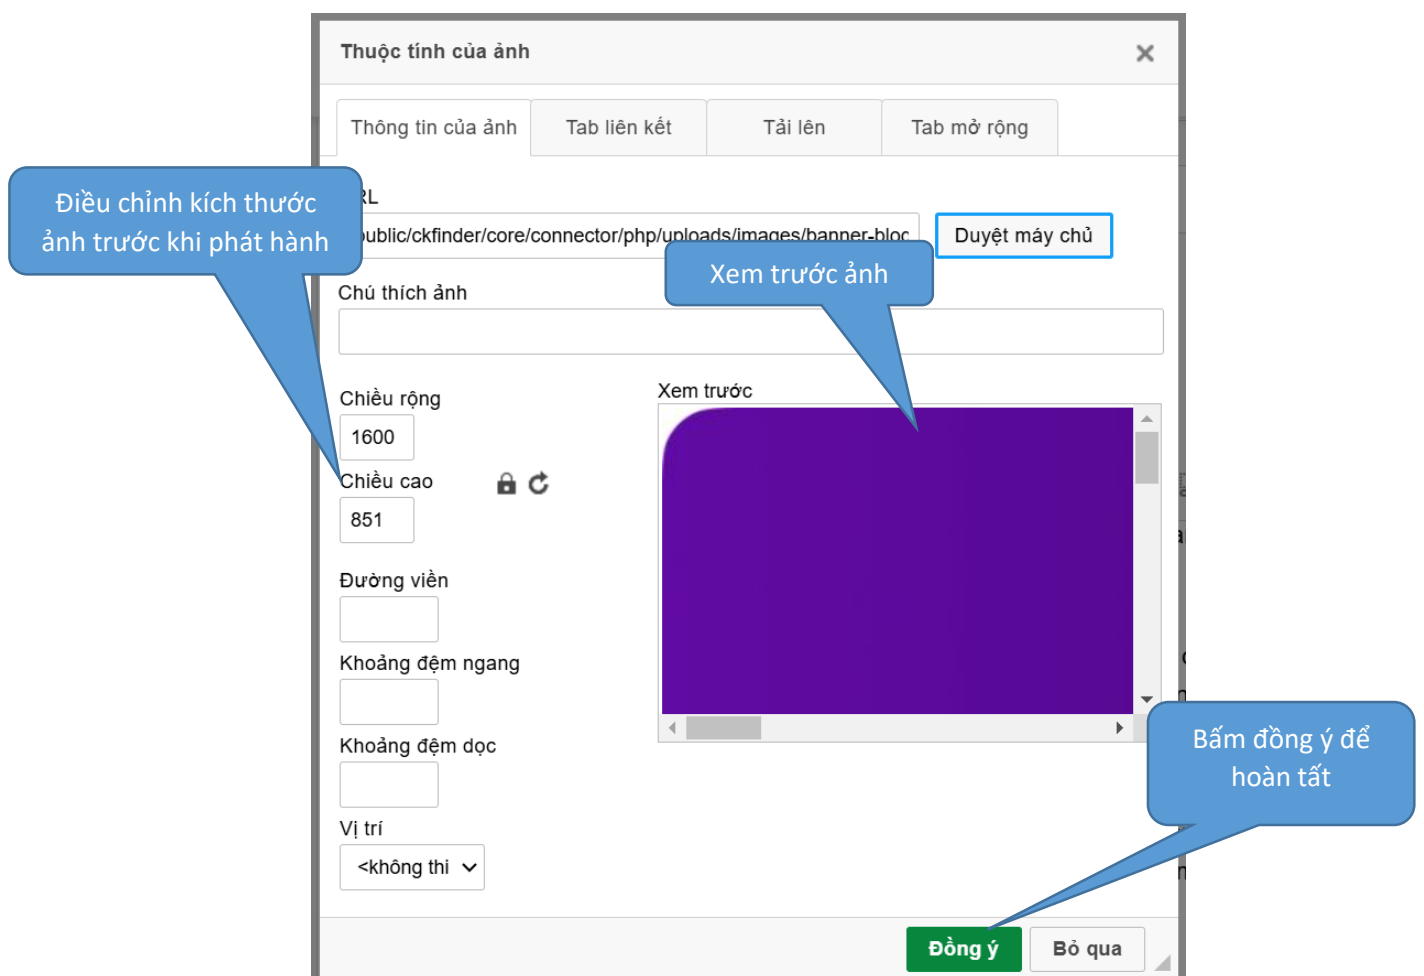 Thuộc tính của ảnh
Thông tin của ảnh
Tab liên kết
Tải lên
Tab mở rộng
Điều chỉnh kích thước
ảnh trước khi phát hành
RL
public/ckfinder/core/connector/php/uploads/images/banner-bloc
Duyệt máy chủ
Xem trước ảnh
Chú thích ảnh
Chiều rộng
1600
Chiều cao
851
Xem trước
Đường viền
Khoảng đệm ngang
Khoảng đệm dọc
Vị trí
<không thi
Bấm đồng ý để
hoàn tất
Đồng ý
Bỏ qua